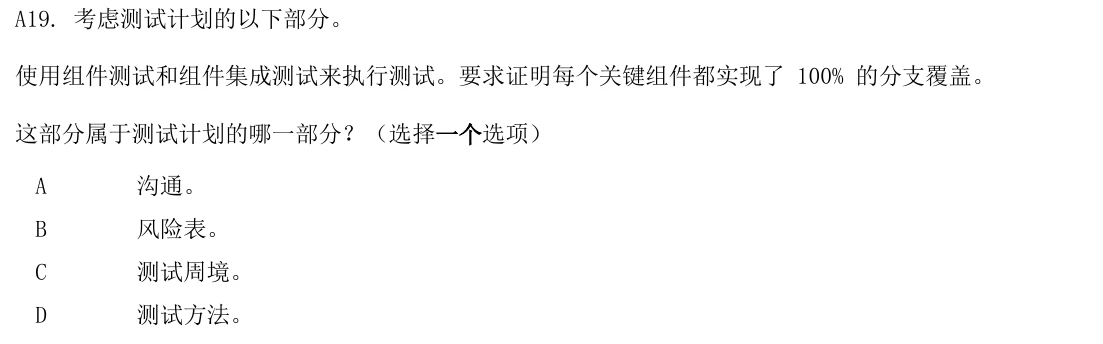 A19. 考虑测试计划的以下部分。
使用组件测试和组件集成测试来执行测试。要求证明每个关键组件都实现了 100% 的分支覆盖。
这部分属于测试计划的哪一部分？（选择一个选项）
A 沟通。
B 风险表。
C 测试周境。
D 测试方法。